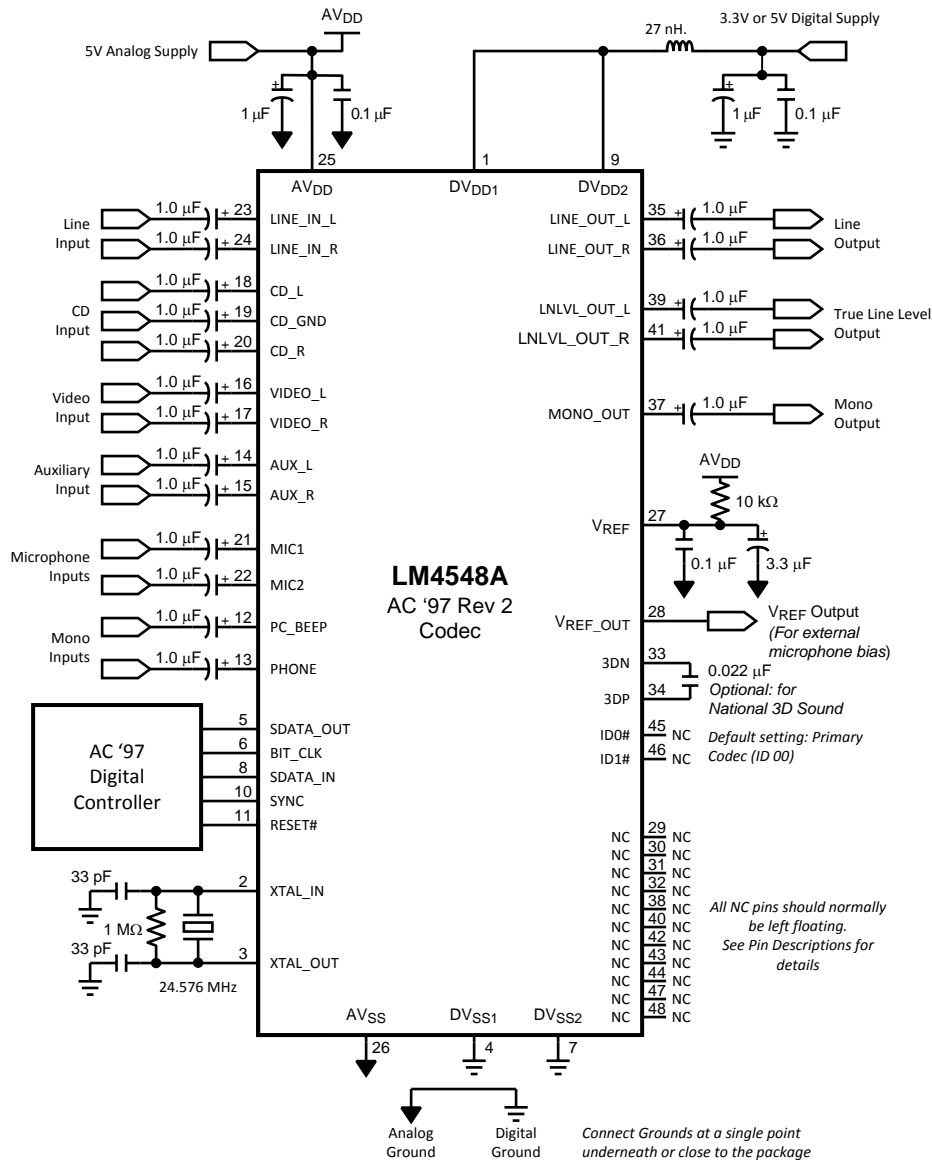 AVDD
5V Analog Supply
27 nH.
3.3V or 5V Digital Supply
+
1 µF
0.1 µF
+
1 µF
0.1 µF
25
1
9
AVDD
DVDD1
DVDD2
Line
Input
1.0 µF
+
23
LINE_IN_L
1.0 µF
+
24
LINE_IN_R
CD
Input
1.0 µF
+
18
CD_L
1.0 µF
+
19
CD_GND
1.0 µF
+
20
CD_R
Video
Input
1.0 µF
+
16
VIDEO_L
1.0 µF
+
17
VIDEO_R
Auxiliary
Input
1.0 µF
+
14
AUX_L
1.0 µF
+
15
AUX_R
Microphone
Inputs
1.0 µF
+
21
MIC1
1.0 µF
+
22
MIC2
Mono
Inputs
1.0 µF
+
12
PC_BEEP
1.0 µF
+
13
PHONE
AC ‘97
Digital
Controller
5
SDATA_OUT
6
BIT_CLK
8
SDATA_IN
10
SYNC
11
RESET#
33 pF
2
XTAL_IN
1 MΩ
33 pF
3
XTAL_OUT
24.576 MHz
LM4548A
AC '97 Rev 2
Codec
LINE_OUT_L
35
+
1.0 µF
LINE_OUT_R
36
+
1.0 µF
Line
Output
LNLVL_OUT_L
39
+
1.0 µF
LNLVL_OUT_R
41
+
1.0 µF
True Line Level
Output
MONO_OUT
37
+
1.0 µF
Mono
Output
AVDD
10 kΩ
VREF
27
0.1 µF
+
3.3 µF
VREF_OUT
28
VREF Output
(For external
microphone bias)
3DN
33
3DP
34
0.022 µF
Optional: for
National 3D Sound
ID0#
45
NC
ID1#
46
NC
Default setting: Primary
Codec (ID 00)
NC 29 NC
NC 30 NC
NC 31 NC
NC 32 NC
NC 38 NC
NC 40 NC
NC 42 NC
NC 43 NC
NC 44 NC
NC 47 NC
NC 48 NC
All NC pins should normally
be left floating.
See Pin Descriptions for
details
AVSS
DVSS1
DVSS2
26
4
7
Analog
Ground
Digital
Ground
Connect Grounds at a single point
underneath or close to the package